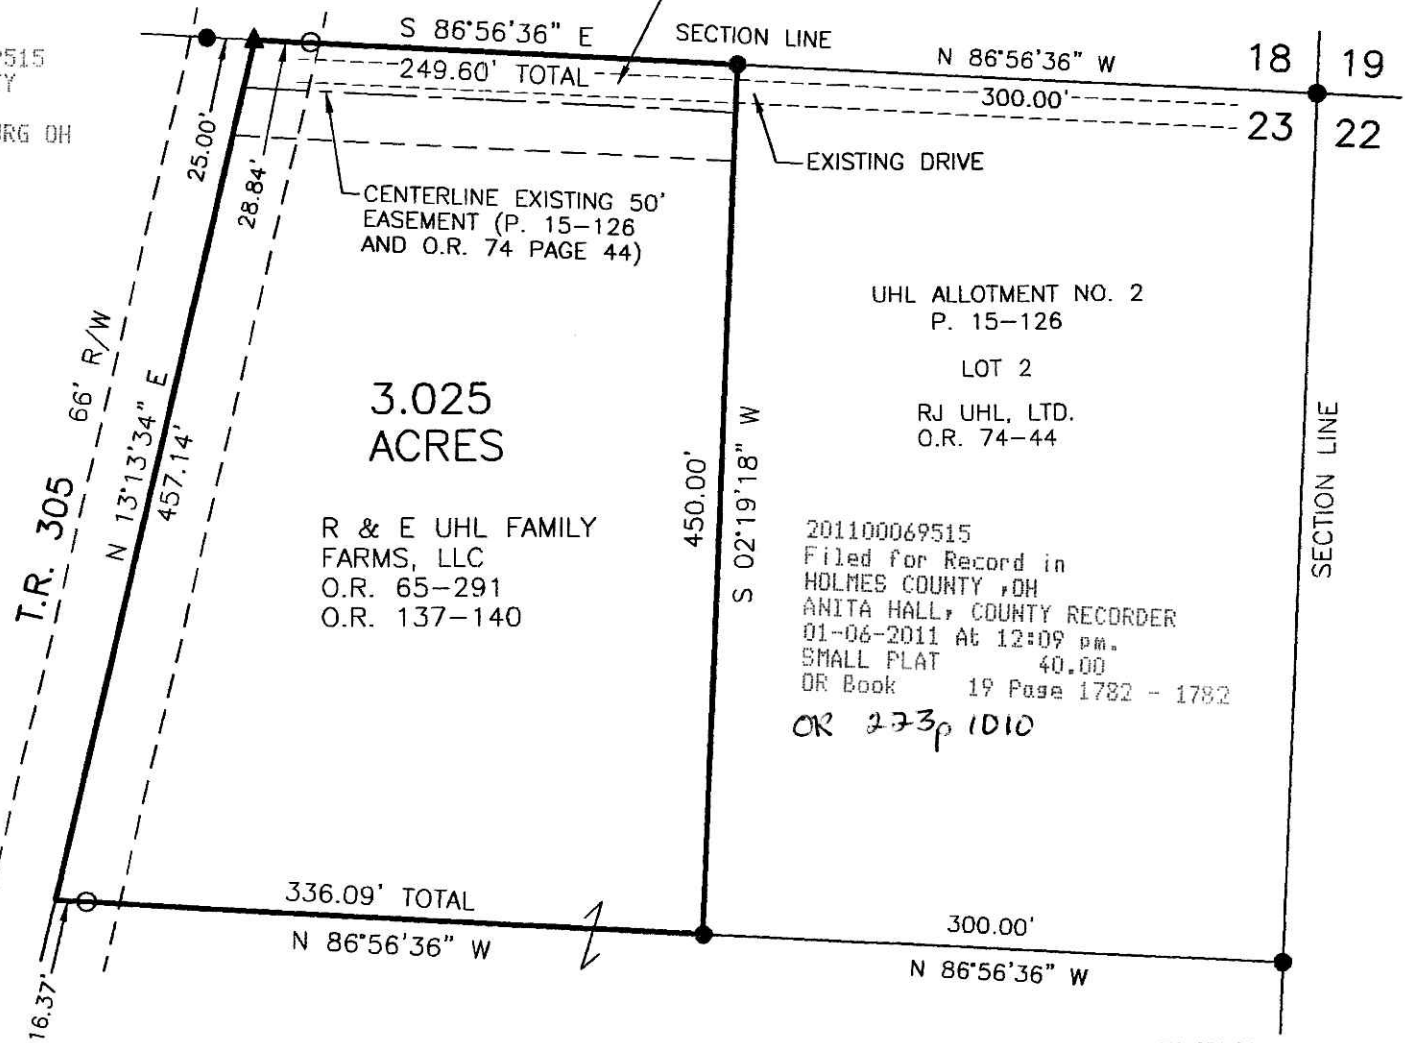 S 86°56'36" E
SECTION LINE
N 86°56'36" W
18
19
249.60' TOTAL
300.00'
23
22
9515
TY
RG OH
25.00'
28.84'
EXISTING DRIVE
CENTERLINE EXISTING 50'
EASEMENT (P. 15-126
AND O.R. 74 PAGE 44)
UHL ALLOTMENT NO. 2
P. 15-126
LOT 2
RJ UHL, LTD.
O.R. 74-44
66' R/W
T.R. 305
N 13°13'34" E
457.14'
3.025
ACRES
R & E UHL FAMILY
FARMS, LLC
O.R. 65-291
O.R. 137-140
450.00'
S 02°19'18" W
SECTION LINE
201100069515
Filed for Record in
HOLMES COUNTY ,OH
ANITA HALL, COUNTY RECORDER
01-06-2011 At 12:09 pm.
SMALL PLAT 40.00
OR Book 19 Page 1782 - 1782
OR 273p 1010
336.09' TOTAL
N 86°56'36" W
300.00'
N 86°56'36" W
16.37'